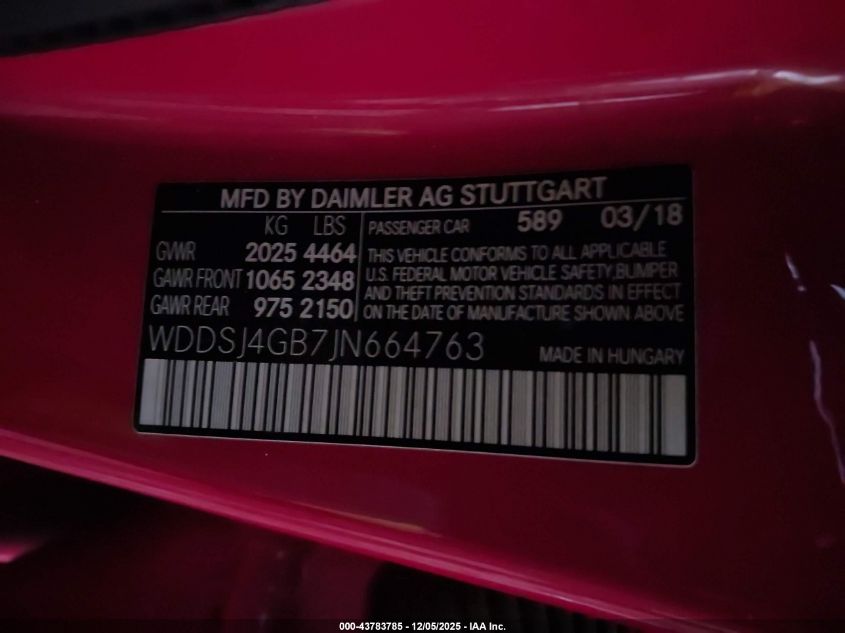 MFD BY DAIMLER AG STUTTGART
KG LBS
GVWR 2025 4464
GAWR FRONT 1065 2348
GAWR REAR 975 2150
PASSENGER CAR 589 03/18
THIS VEHICLE CONFORMS TO ALL APPLICABLE
U.S. FEDERAL MOTOR VEHICLE SAFETY,BUMPER
AND THEFT PREVENTION STANDARDS IN EFFECT
ON THE DATE OF MANUFACTURE SHOWN ABOVE
WDDSJ4GB7JN664763
MADE IN HUNGARY
000-43783785 - 12/05/2025 - IAA Inc.